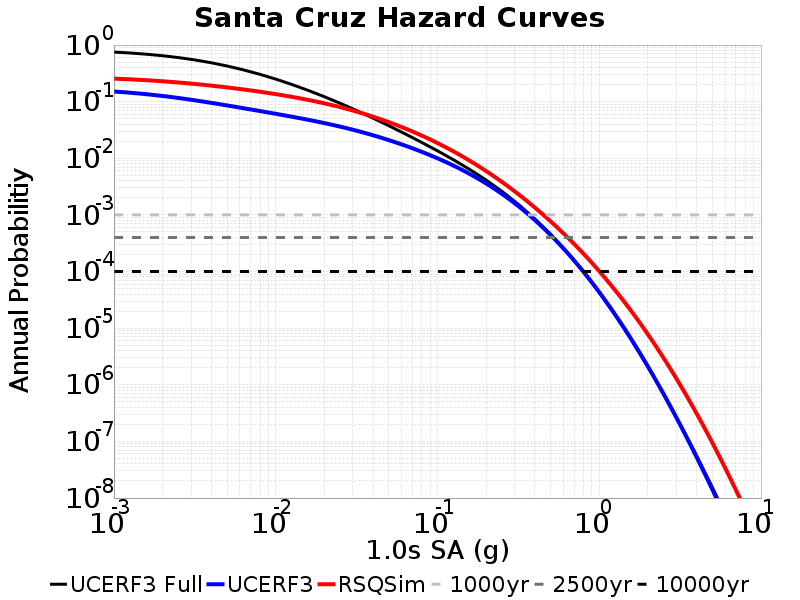 Santa Cruz Hazard Curves
10^0
10^-1
10^-2
10^-3
10^-4
10^-5
10^-6
10^-7
10^-8
Annual Probabilitiy
10^-3 10^-2 10^-1 10^0 10^1
1.0s SA (g)
UCERF3 Full UCERF3 RSQSim 1000yr 2500yr 10000yr